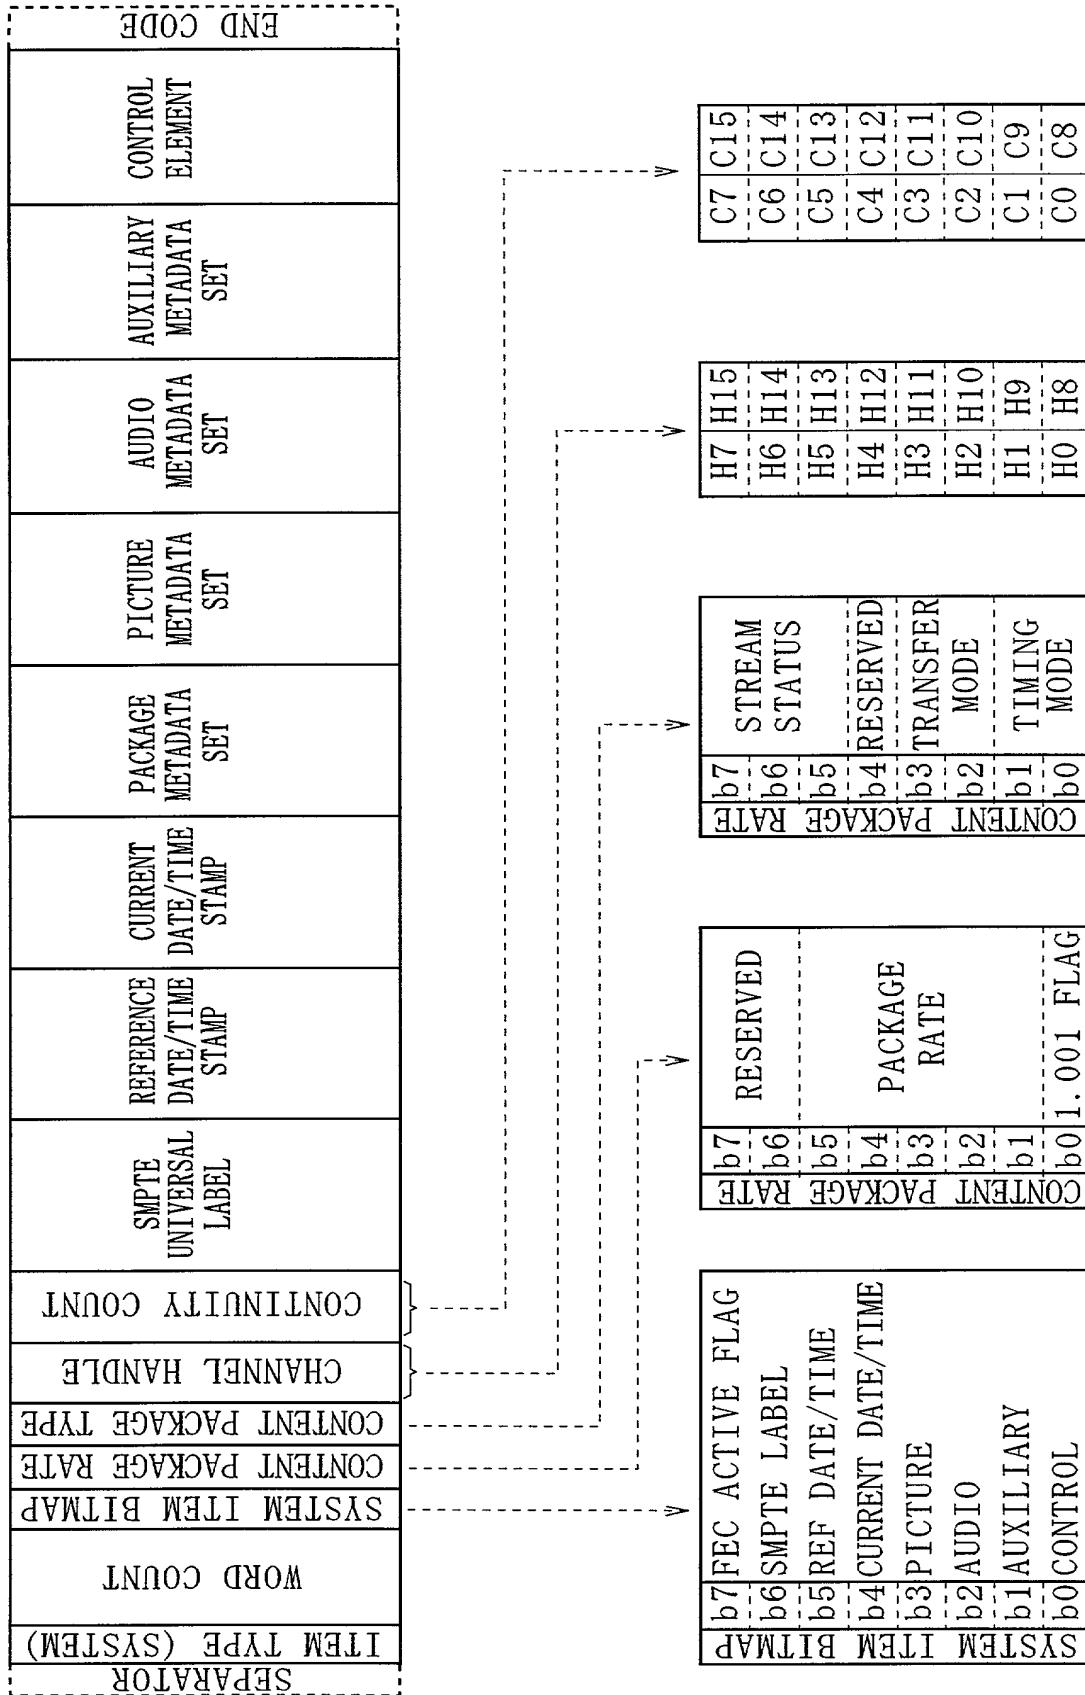 SEPARATOR
ITEM TYPE (SYSTEM)
WORD COUNT
SYSTEM ITEM BITMAP
CONTENT PACKAGE RATE
CONTENT PACKAGE TYPE
CHANNEL HANDLE
CONTINUITY COUNT
SMPTE
UNIVERSAL
LABEL
REFERENCE
DATE/TIME
STAMP
CURRENT
DATE/TIME
STAMP
PACKAGE
METADATA
SET
PICTURE
METADATA
SET
AUDIO
METADATA
SET
AUXILIARY
METADATA
SET
CONTROL
ELEMENT
END CODE
SYSTEM ITEM BITMAP
b7 FEC ACTIVE FLAG
b6 SMPTE LABEL
b5 REF DATE/TIME
b4 CURRENT DATE/TIME
b3 PICTURE
b2 AUDIO
b1 AUXILIARY
b0 CONTROL
CONTENT PACKAGE RATE
b7
b6
b5
b4
b3
b2
b1
b0 1.001 FLAG
RESERVED
PACKAGE
RATE
CONTENT PACKAGE RATE
b7
b6
b5
b4 RESERVED
b3
b2
b1
b0
STREAM
STATUS
TRANSFER
MODE
TIMING
MODE
H7 H15
H6 H14
H5 H13
H4 H12
H3 H11
H2 H10
H1 H9
H0 H8
C7 C15
C6 C14
C5 C13
C4 C12
C3 C11
C2 C10
C1 C9
C0 C8